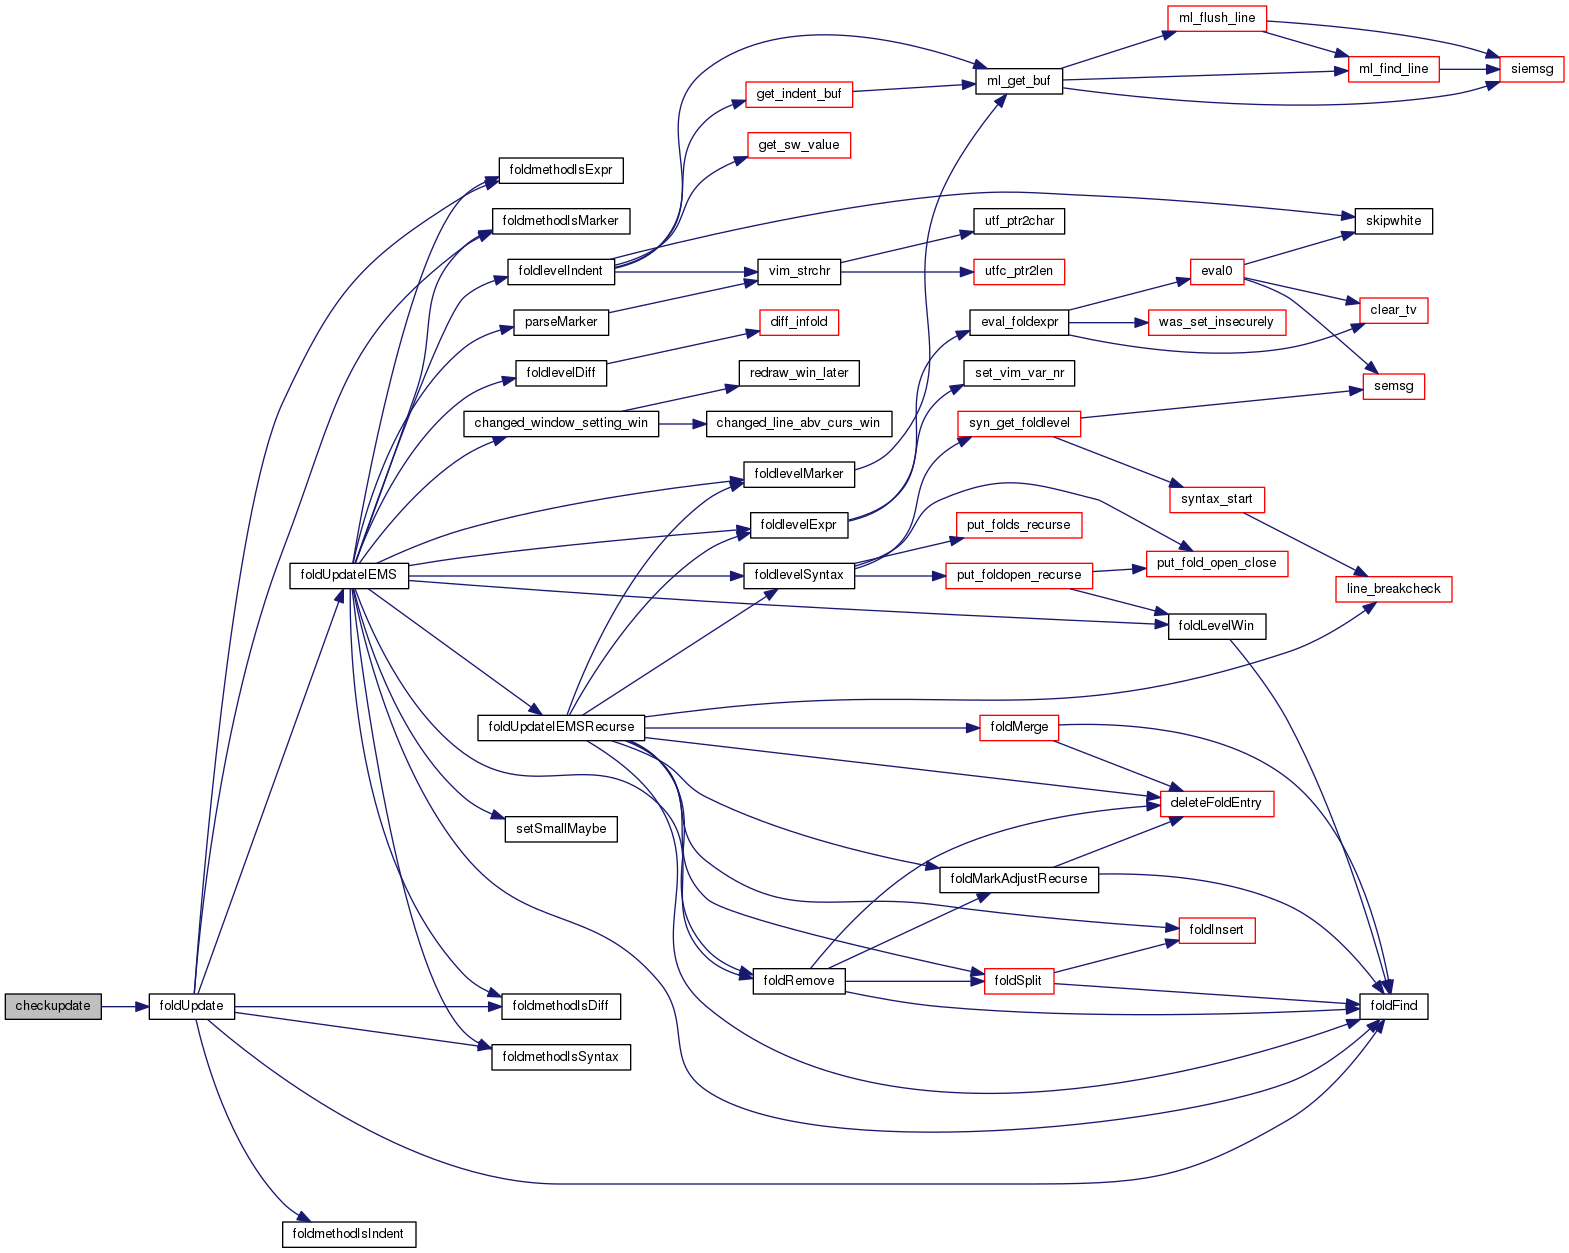 ml_flush_line
ml_find_line
siemsg
ml_get_buf
get_indent_buf
get_sw_value
foldmethodIsExpr
foldmethodIsMarker
utf_ptr2char
skipwhite
foldlevelIndent
vim_strchr
utfc_ptr2len
eval0
clear_tv
parseMarker
diff_infold
eval_foldexpr
was_set_insecurely
foldlevelDiff
redraw_win_later
set_vim_var_nr
semsg
changed_window_setting_win
changed_line_abv_curs_win
syn_get_foldlevel
foldlevelMarker
syntax_start
foldlevelExpr
put_folds_recurse
put_fold_open_close
foldUpdateIEMS
foldlevelSyntax
put_foldopen_recurse
line_breakcheck
foldLevelWin
foldUpdateIEMSRecurse
foldMerge
deleteFoldEntry
setSmallMaybe
foldMarkAdjustRecurse
foldInsert
foldRemove
foldSplit
checkupdate
foldUpdate
foldmethodIsDiff
foldFind
foldmethodIsSyntax
foldmethodIsIndent